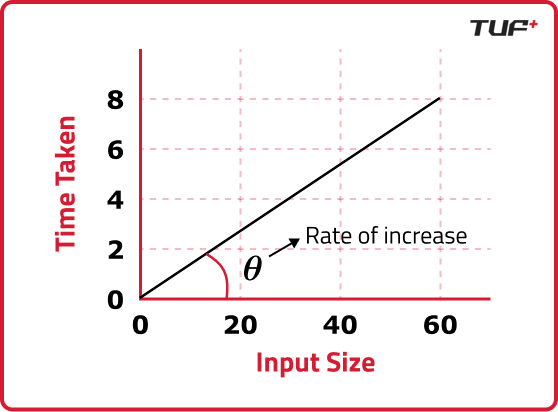 TUF+
Time Taken
8
6
4
2
0
θ
Rate of increase
0 20 40 60
Input Size